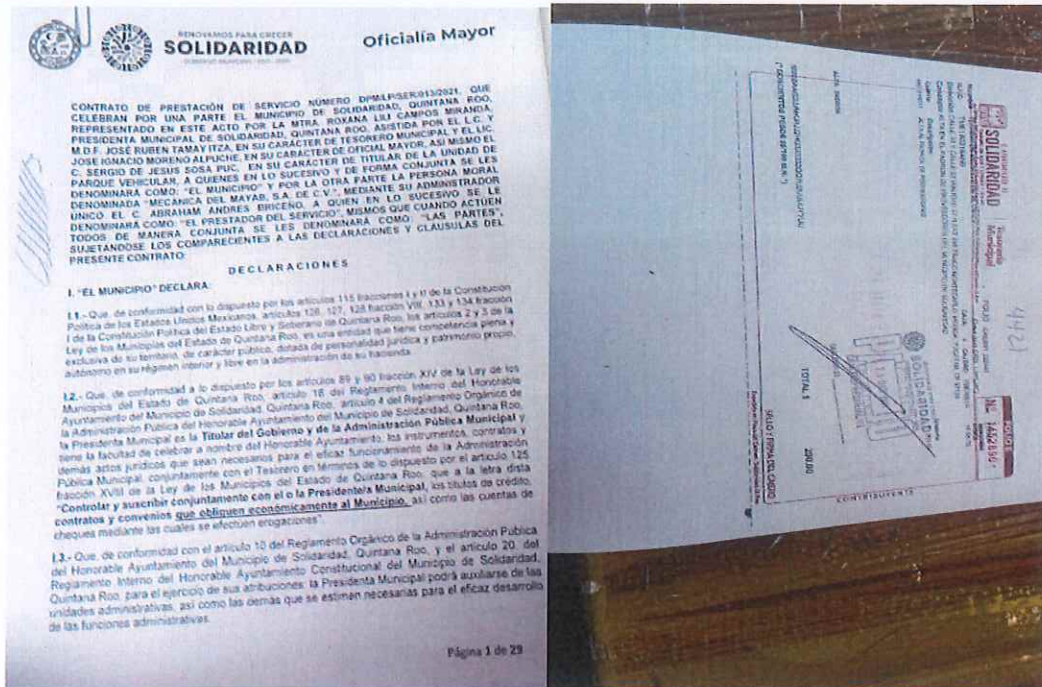 RENOVAMOS PARA CRECER
SOLIDARIDAD
Oficialía Mayor
CONTRATO DE PRESTACIÓN DE SERVICIO NÚMERO DPM/LP/SER/013/2021, QUE
CELEBRAN POR UNA PARTE EL MUNICIPIO DE SOLIDARIDAD, QUINTANA ROO,
REPRESENTADO EN ESTE ACTO POR LA MTRA. ROXANA LILI CAMPOS MIRANDA,
PRESIDENTA MUNICIPAL DE SOLIDARIDAD, QUINTANA ROO, ASISTIDA POR EL L.C. Y
M.D.F. JOSÉ RUBEN TAMAY ITZA, EN SU CARÁCTER DE TESORERO MUNICIPAL Y EL LIC.
JOSE IGNACIO MORENO ALPUCHE, EN SU CARÁCTER DE OFICIAL MAYOR, ASI MISMO EL
C. SERGIO DE JESUS SOSA PUC, EN SU CARÁCTER DE TITULAR DE LA UNIDAD DE
PARQUE VEHICULAR, A QUIENES EN LO SUCESIVO Y DE FORMA CONJUNTA SE LES
DENOMINARÁ COMO: "EL MUNICIPIO" Y POR LA OTRA PARTE LA PERSONA MORAL
DENOMINADA "MECANICA DEL MAYAB, S.A. DE C.V.", MEDIANTE SU ADMINISTRADOR
ÚNICO EL C. ABRAHAM ANDRES BRICEÑO, A QUIEN EN LO SUCESIVO SE LE
DENOMINARÁ COMO: "EL PRESTADOR DEL SERVICIO", MISMOS QUE CUANDO ACTUEN
TODOS DE MANERA CONJUNTA SE LES DENOMINARÁ COMO "LAS PARTES",
SUJETÁNDOSE LOS COMPARECIENTES A LAS DECLARACIONES Y CLAUSULAS DEL
PRESENTE CONTRATO:
DECLARACIONES
I. "EL MUNICIPIO" DECLARA:
I.1.- Que, de conformidad con lo dispuesto por los artículos 115 fracciones I y II de la Constitución
Política de los Estados Unidos Mexicanos, artículos 126, 127, 128 fracción VIII, 133 y 134 fracción
I de la Constitución Política del Estado Libre y Soberano de Quintana Roo, los artículos 2 y 3 de la
Ley de los Municipios del Estado de Quintana Roo, es una entidad que tiene competencia plena y
exclusiva de su territorio, de carácter público, dotada de personalidad jurídica y patrimonio propio,
autónomo en su régimen interior y libre en la administración de su hacienda.
I.2.- Que, de conformidad a lo dispuesto por los artículos 89 y 90 fracción XIV de la Ley de los
Municipios del Estado de Quintana Roo, artículo 18 del Reglamento Interno del Honorable
Ayuntamiento del Municipio de Solidaridad, Quintana Roo, artículo 4 del Reglamento Orgánico de
la Administración Pública del Honorable Ayuntamiento del Municipio de Solidaridad, Quintana Roo,
la Presidenta Municipal es la Titular del Gobierno y de la Administración Pública Municipal y
tiene la facultad de celebrar a nombre del Honorable Ayuntamiento, los instrumentos, contratos y
demás actos jurídicos que sean necesarios para el eficaz funcionamiento de la Administración
Pública Municipal, conjuntamente con el Tesorero en términos de lo dispuesto por el artículo 125
fracción XVIII de la Ley de los Municipios del Estado de Quintana Roo, que a la letra dista
"Controlar y suscribir conjuntamente con el o la Presidente/a Municipal, los títulos de crédito,
contratos y convenios que obliguen económicamente al Municipio, así como las cuentas de
cheques mediante las cuales se efectúen erogaciones".
I.3.- Que, de conformidad con el artículo 10 del Reglamento Orgánico de la Administración Pública
del Honorable Ayuntamiento del Municipio de Solidaridad, Quintana Roo, y el artículo 20 del
Reglamento Interno del Honorable Ayuntamiento Constitucional del Municipio de Solidaridad,
Quintana Roo, para el ejercicio de sus atribuciones, la Presidenta Municipal podrá auxiliarse de las
unidades administrativas, así como las demás que se estimen necesarias para el eficaz desarrollo
de las funciones administrativas.
Página 1 de 29
4421
SOLIDARIDAD
Tesorería
Municipal
SOLIDARIDAD
TOTAL $
SELLO Y FIRMA DEL CAJERO
CONTRIBUYENTE